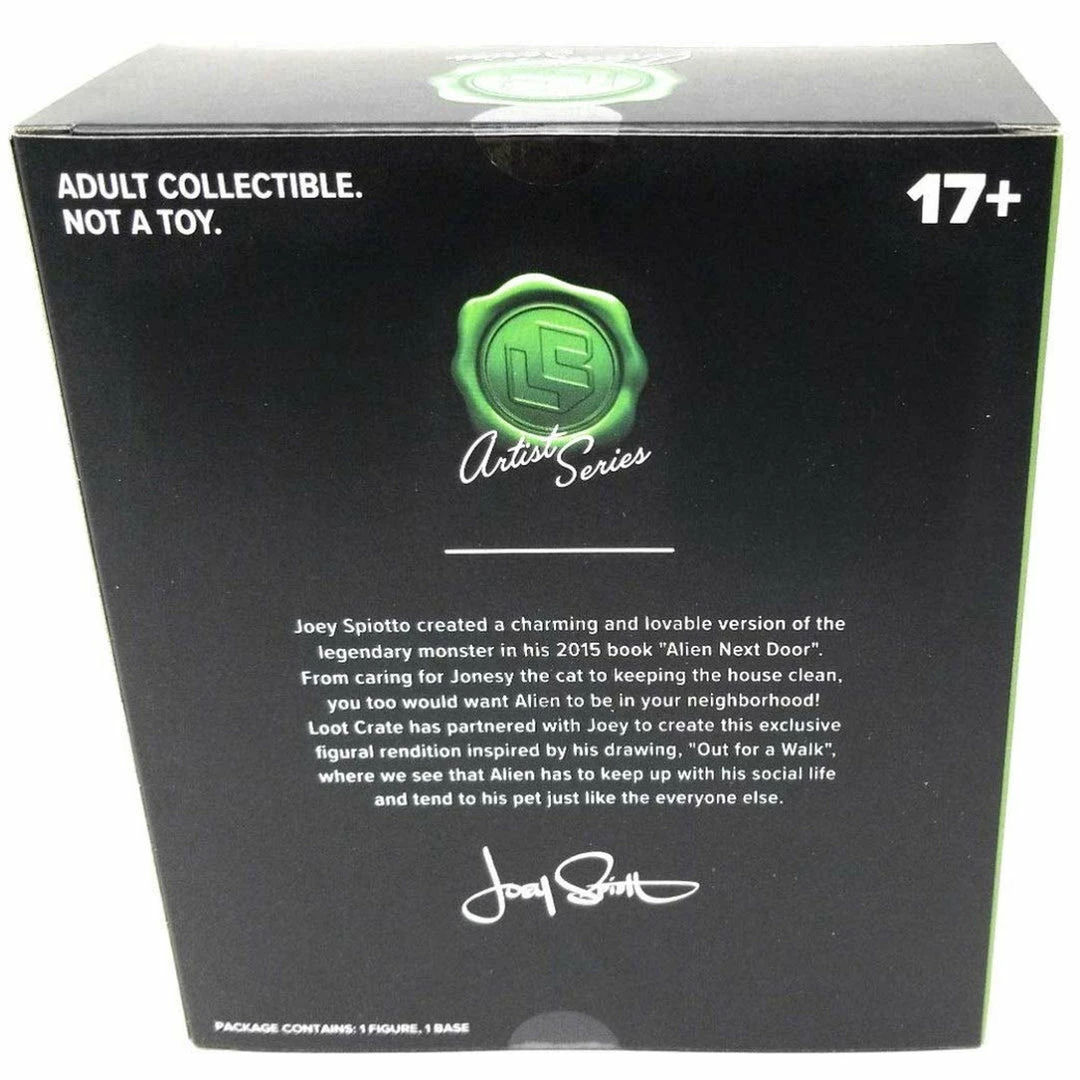 ADULT COLLECTIBLE.
NOT A TOY.
17+
Artist Series
Joey Spiotto created a charming and lovable version of the
legendary monster in his 2015 book "Alien Next Door".
From caring for Jonesy the cat to keeping the house clean,
you too would want Alien to be in your neighborhood!
Loot Crate has partnered with Joey to create this exclusive
figural rendition inspired by his drawing, "Out for a Walk",
where we see that Alien has to keep up with his social life
and tend to his pet just like the everyone else.
Joey Spiotto
PACKAGE CONTAINS: 1 FIGURE, 1 BASE